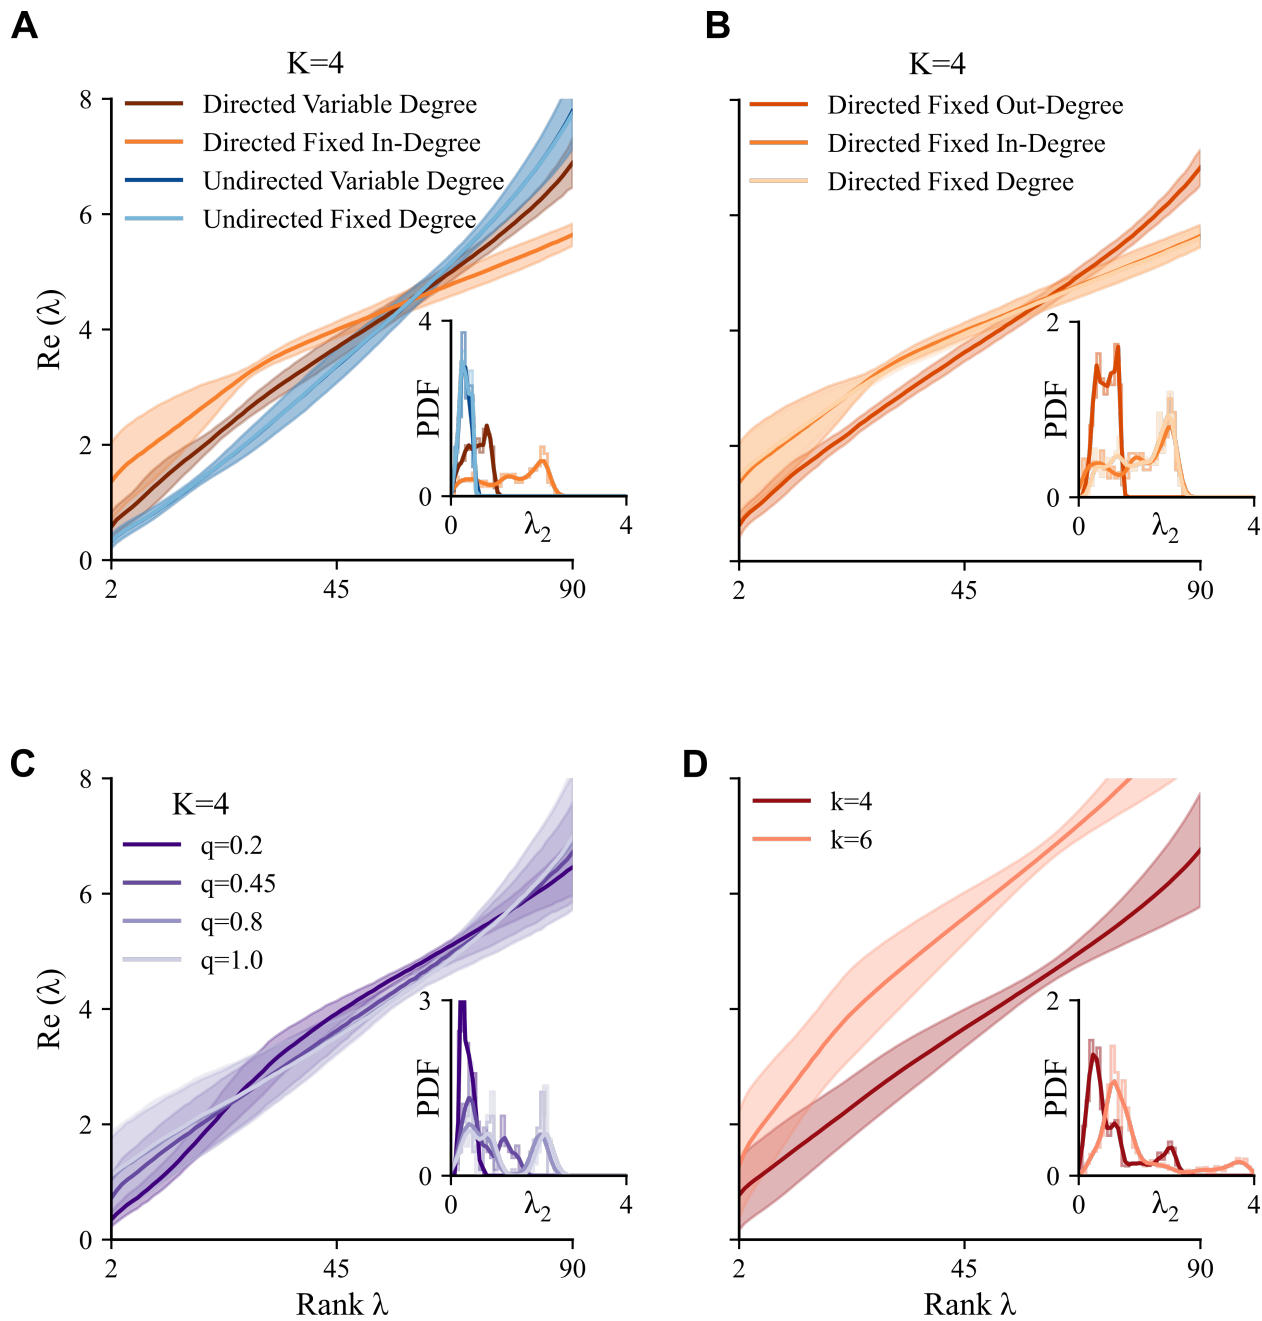 A
K=4
Directed Variable Degree
Directed Fixed In-Degree
Undirected Variable Degree
Undirected Fixed Degree
8
6
4
2
0
Re (λ)
2
45
90
4
0
PDF
0
λ2
4
B
K=4
Directed Fixed Out-Degree
Directed Fixed In-Degree
Directed Fixed Degree
2
45
90
2
0
PDF
0
λ2
4
C
K=4
q=0.2
q=0.45
q=0.8
q=1.0
8
6
4
2
0
Re (λ)
2
45
90
Rank λ
3
0
PDF
0
λ2
4
D
k=4
k=6
2
45
90
Rank λ
2
0
PDF
0
λ2
4